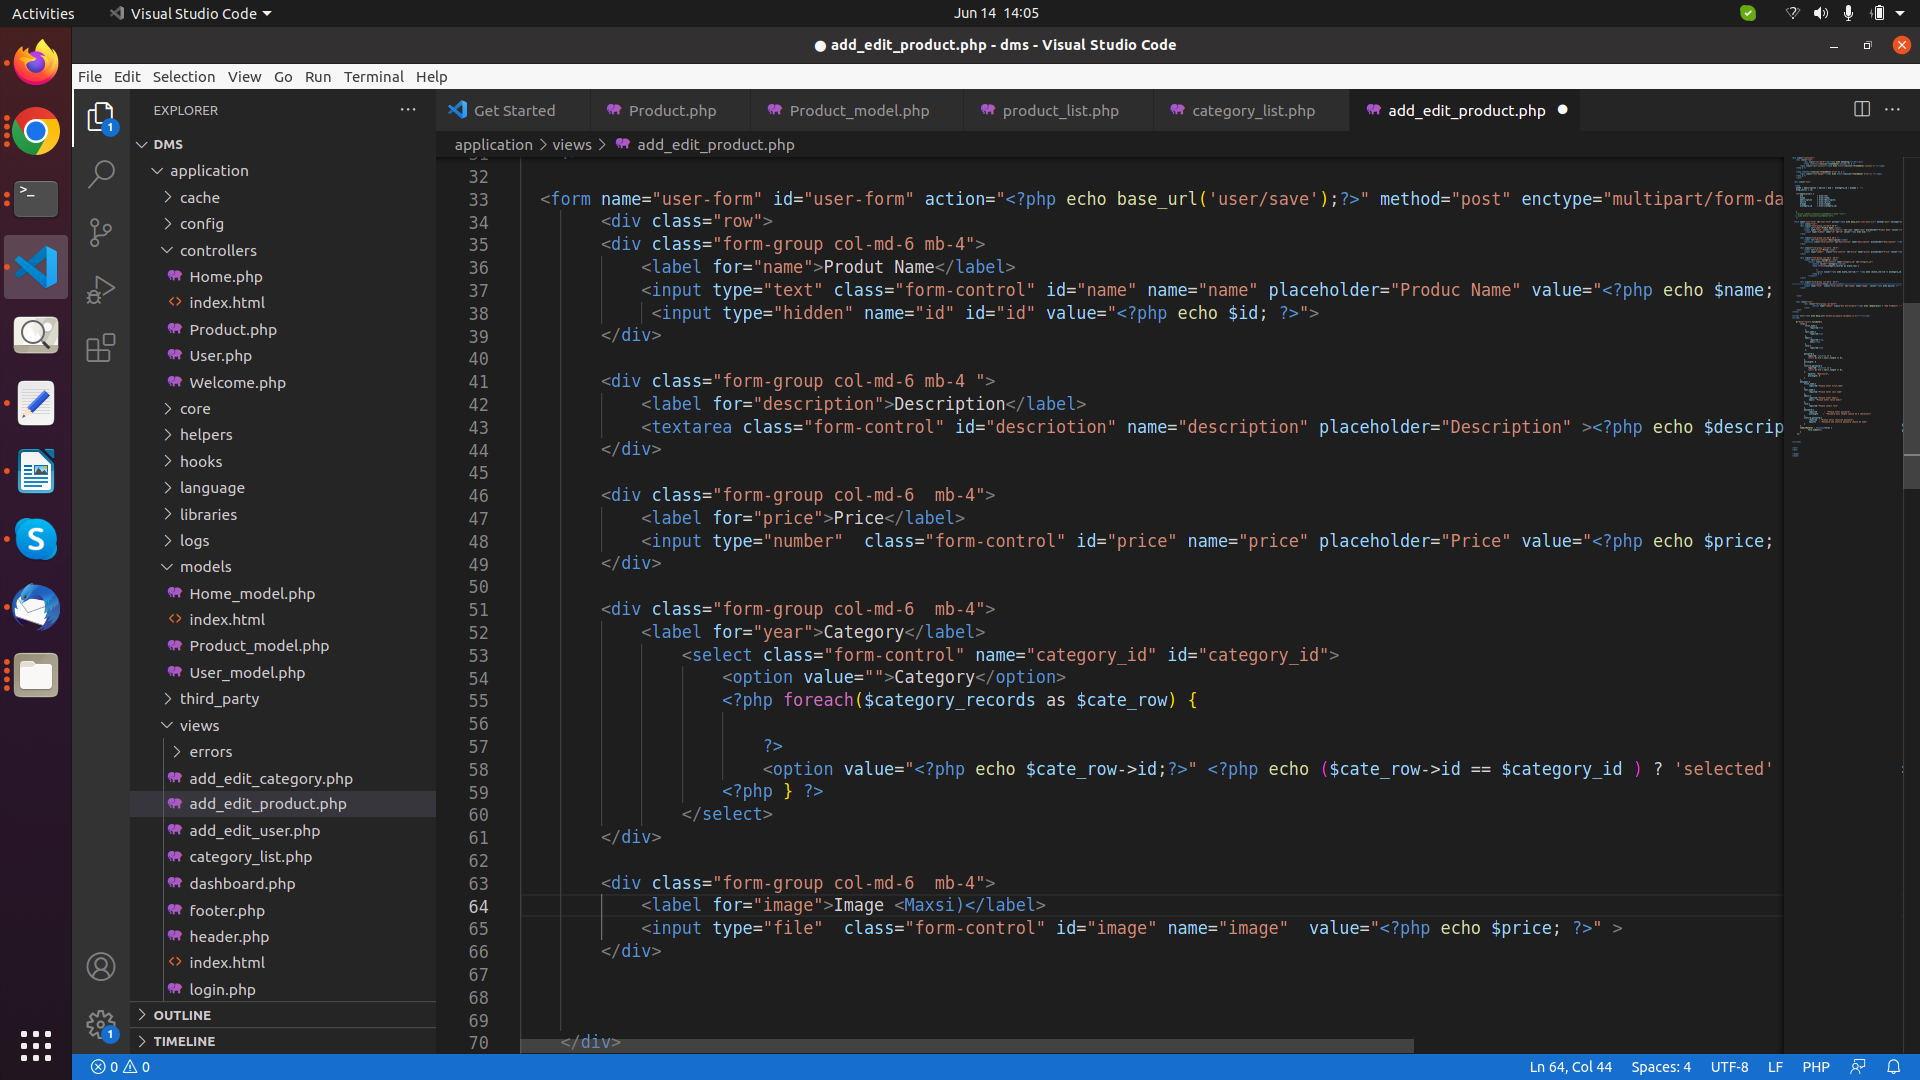 Activities
Visual Studio Code
Jun 14 14:05
add_edit_product.php - dms - Visual Studio Code
File Edit Selection View Go Run Terminal Help
EXPLORER
Get Started
Product.php
Product_model.php
product_list.php
category_list.php
add_edit_product.php
application > views > add_edit_product.php
DMS
application
cache
config
controllers
Home.php
index.html
Product.php
User.php
Welcome.php
core
helpers
hooks
language
libraries
logs
models
Home_model.php
index.html
Product_model.php
User_model.php
third_party
views
errors
add_edit_category.php
add_edit_product.php
add_edit_user.php
category_list.php
dashboard.php
footer.php
header.php
index.html
login.php
OUTLINE
TIMELINE
32
33 <form name="user-form" id="user-form" action="<?php echo base_url('user/save');?>" method="post" enctype="multipart/form-da
34 <div class="row">
35 <div class="form-group col-md-6 mb-4">
36 <label for="name">Produt Name</label>
37 <input type="text" class="form-control" id="name" name="name" placeholder="Produc Name" value="<?php echo $name;
38 <input type="hidden" name="id" id="id" value="<?php echo $id; ?>">
39 </div>
40
41 <div class="form-group col-md-6 mb-4 ">
42 <label for="description">Description</label>
43 <textarea class="form-control" id="descriotion" name="description" placeholder="Descriotion" ><?php echo $descrip
44 </div>
45
46 <div class="form-group col-md-6  mb-4">
47 <label for="price">Price</label>
48 <input type="number"  class="form-control" id="price" name="price" placeholder="Price" value="<?php echo $price;
49 </div>
50
51 <div class="form-group col-md-6  mb-4">
52 <label for="year">Category</label>
53 <select class="form-control" name="category_id" id="category_id">
54 <option value="">Category</option>
55 <?php foreach($category_records as $cate_row) {
56
57 ?>
58 <option value="<?php echo $cate_row->id;?>" <?php echo ($cate_row->id == $category_id ) ? 'selected'
59 <?php } ?>
60 </select>
61 </div>
62
63 <div class="form-group col-md-6  mb-4">
64 <label for="image">Image <Maxsi)</label>
65 <input type="file"  class="form-control" id="image" name="image"  value="<?php echo $price; ?>" >
66 </div>
67
68
69
70 </div>
1
1
0 0
Ln 64, Col 44
Spaces: 4
UTF-8
LF
PHP